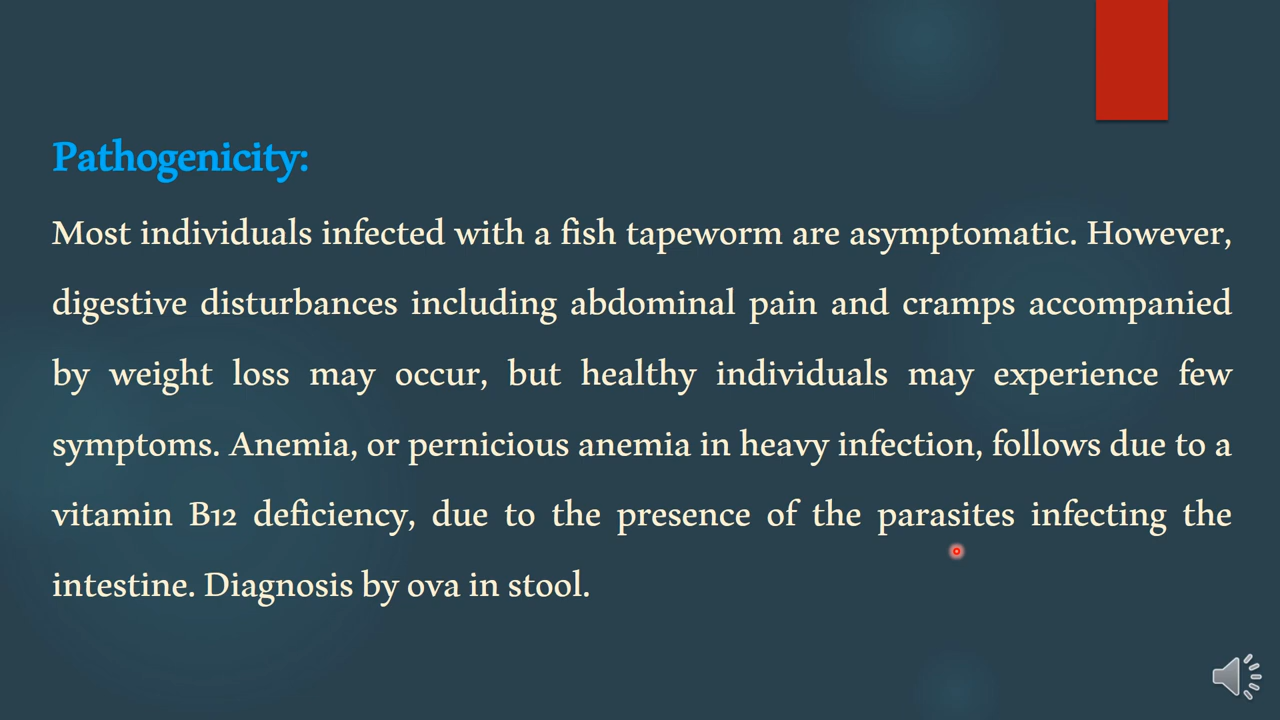 Pathogenicity:
Most individuals infected with a fish tapeworm are asymptomatic. However,
digestive disturbances including abdominal pain and cramps accompanied
by weight loss may occur, but healthy individuals may experience few
symptoms. Anemia, or pernicious anemia in heavy infection, follows due to a
vitamin B12 deficiency, due to the presence of the parasites infecting the
intestine. Diagnosis by ova in stool.